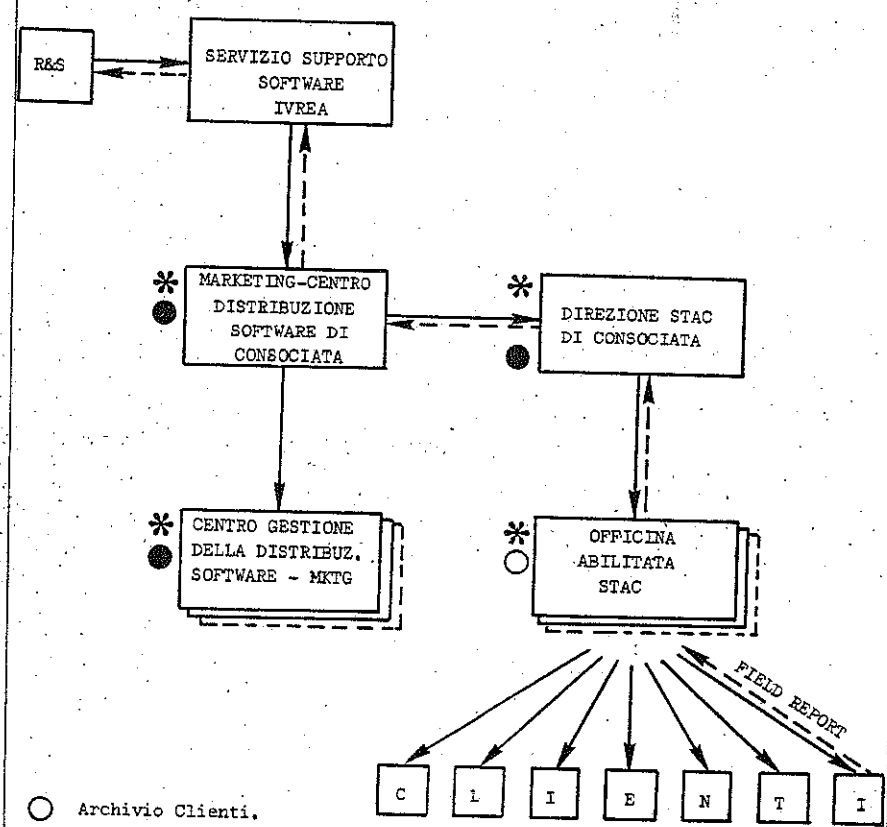 R&S
SERVIZIO SUPPORTO
SOFTWARE
IVREA
MARKETING-CENTRO
DISTRIBUZIONE
SOFTWARE DI
CONSOCIATA
DIREZIONE STAC
DI CONSOCIATA
CENTRO GESTIONE
DELLA DISTRIBUZ.
SOFTWARE - MKTG
OFFICINA
ABILITATA
STAC
FIELD REPORT
C L I E N T I
Archivio Clienti.